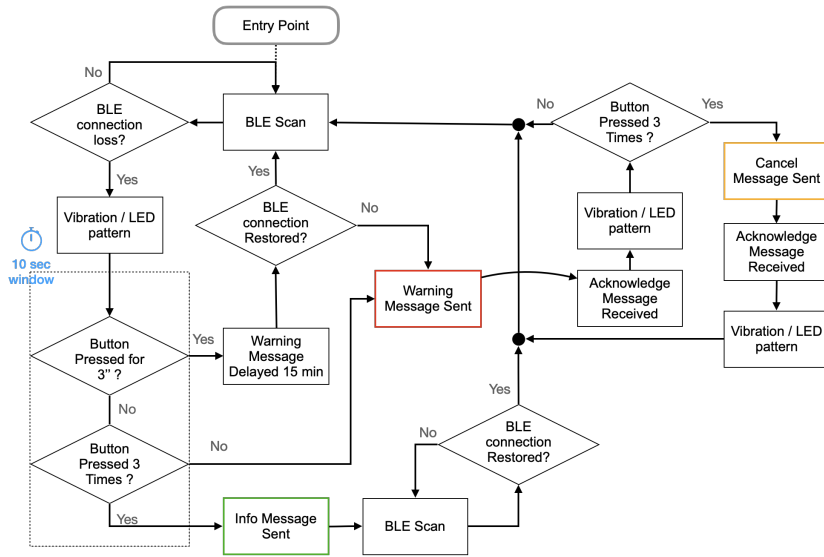 Entry Point
No
BLE
connection
loss?
BLE Scan
No
Button
Pressed 3
Times ?
Yes
Cancel
Message Sent
Yes
Yes
BLE
connection
Restored?
No
Vibration / LED
pattern
Vibration / LED
pattern
Acknowledge
Message
Received
10 sec
window
Warning
Message Sent
Acknowledge
Message
Received
Button
Pressed for
3’’ ?
Yes
Warning
Message
Delayed 15 min
Vibration / LED
pattern
No
Yes
Button
Pressed 3
Times ?
No
No
BLE
connection
Restored?
Yes
Info Message
Sent
BLE Scan